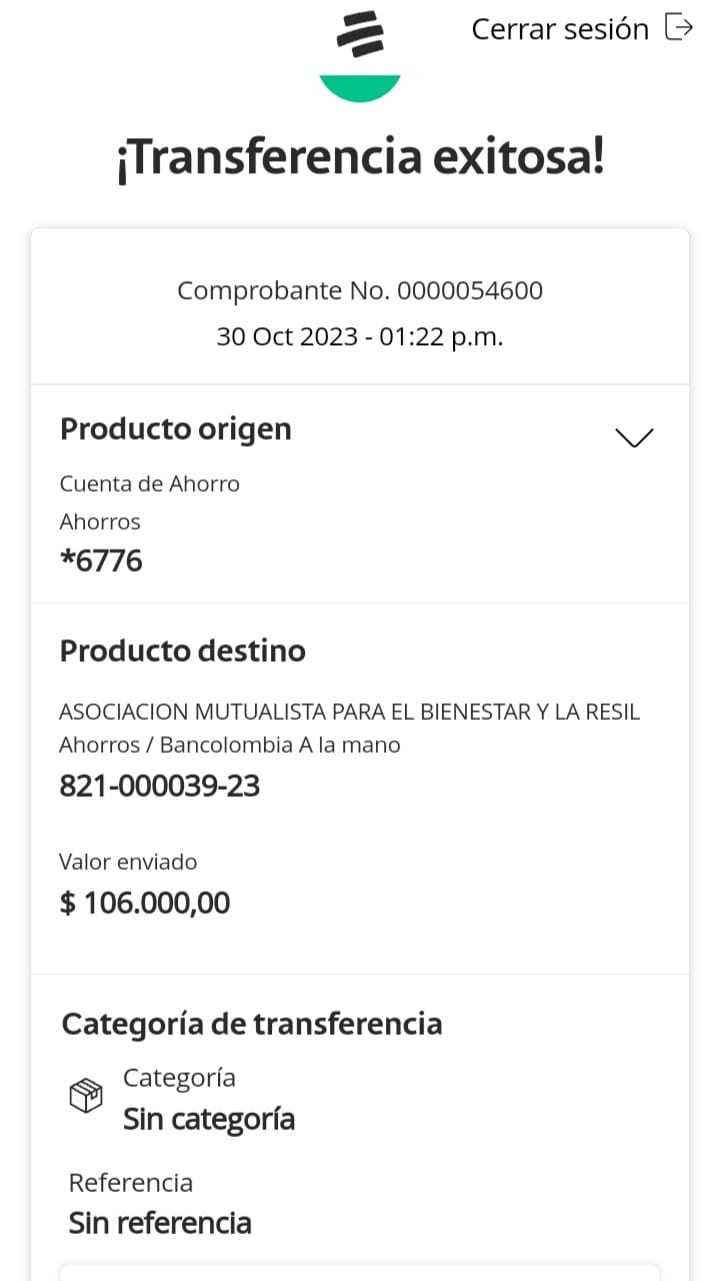 Cerrar sesión
¡Transferencia exitosa!
Comprobante No. 0000054600
30 Oct 2023 - 01:22 p.m.
Producto origen
Cuenta de Ahorro
Ahorros
*6776
Producto destino
ASOCIACION MUTUALISTA PARA EL BIENESTAR Y LA RESIL
Ahorros / Bancolombia A la mano
821-000039-23
Valor enviado
$ 106.000,00
Categoría de transferencia
Categoría
Sin categoría
Referencia
Sin referencia